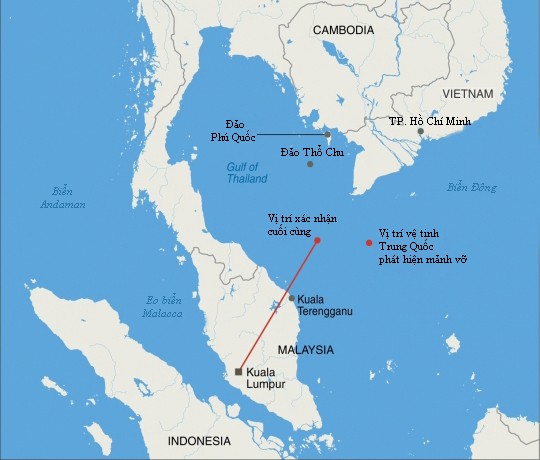 CAMBODIA
VIETNAM
TP. Hồ Chí Minh
Đảo
Phú Quốc
Đảo Thổ Chu
Gulf of
Thailand
Biển
Andaman
Biển Đông
Vị trí xác nhận
cuối cùng
Vị trí vệ tinh
Trung Quốc
phát hiện mảnh vỡ
Eo biển
Malacca
Kuala
Terengganu
MALAYSIA
Kuala
Lumpur
INDONESIA